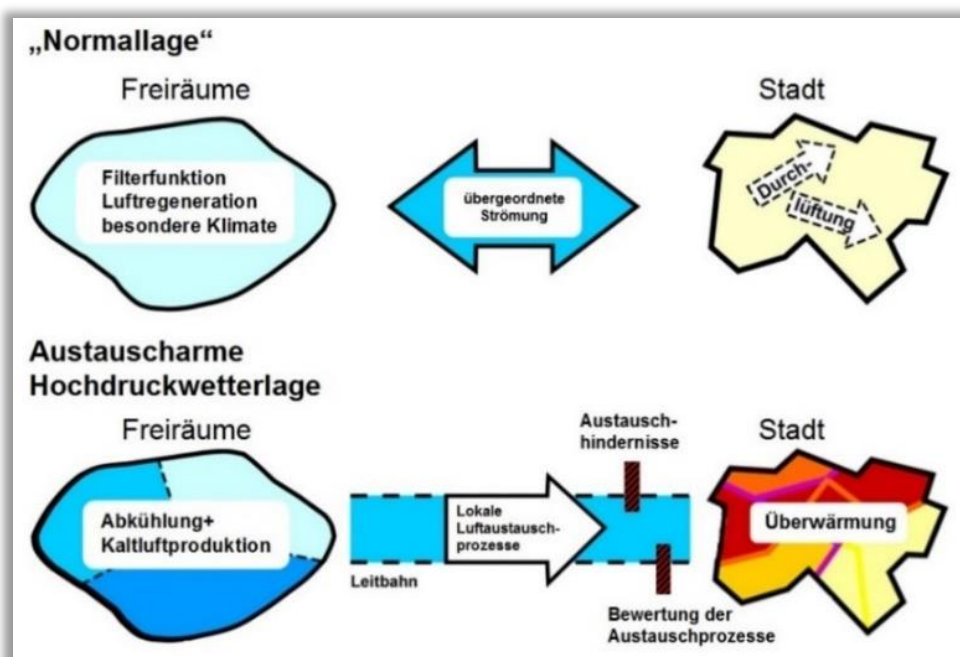 „Normallage“
Freiräume
Stadt
Filterfunktion
Luftregeneration
besondere Klimate
übergeordnete
Strömung
Durch-
lüftung
Austauscharme
Hochdruckwetterlage
Freiräume
Austausch-
hindernisse
Stadt
Abkühlung+
Kaltluftproduktion
Lokale
Luftaustausch-
prozesse
Überwärmung
Leitbahn
Bewertung der
Austauschprozesse